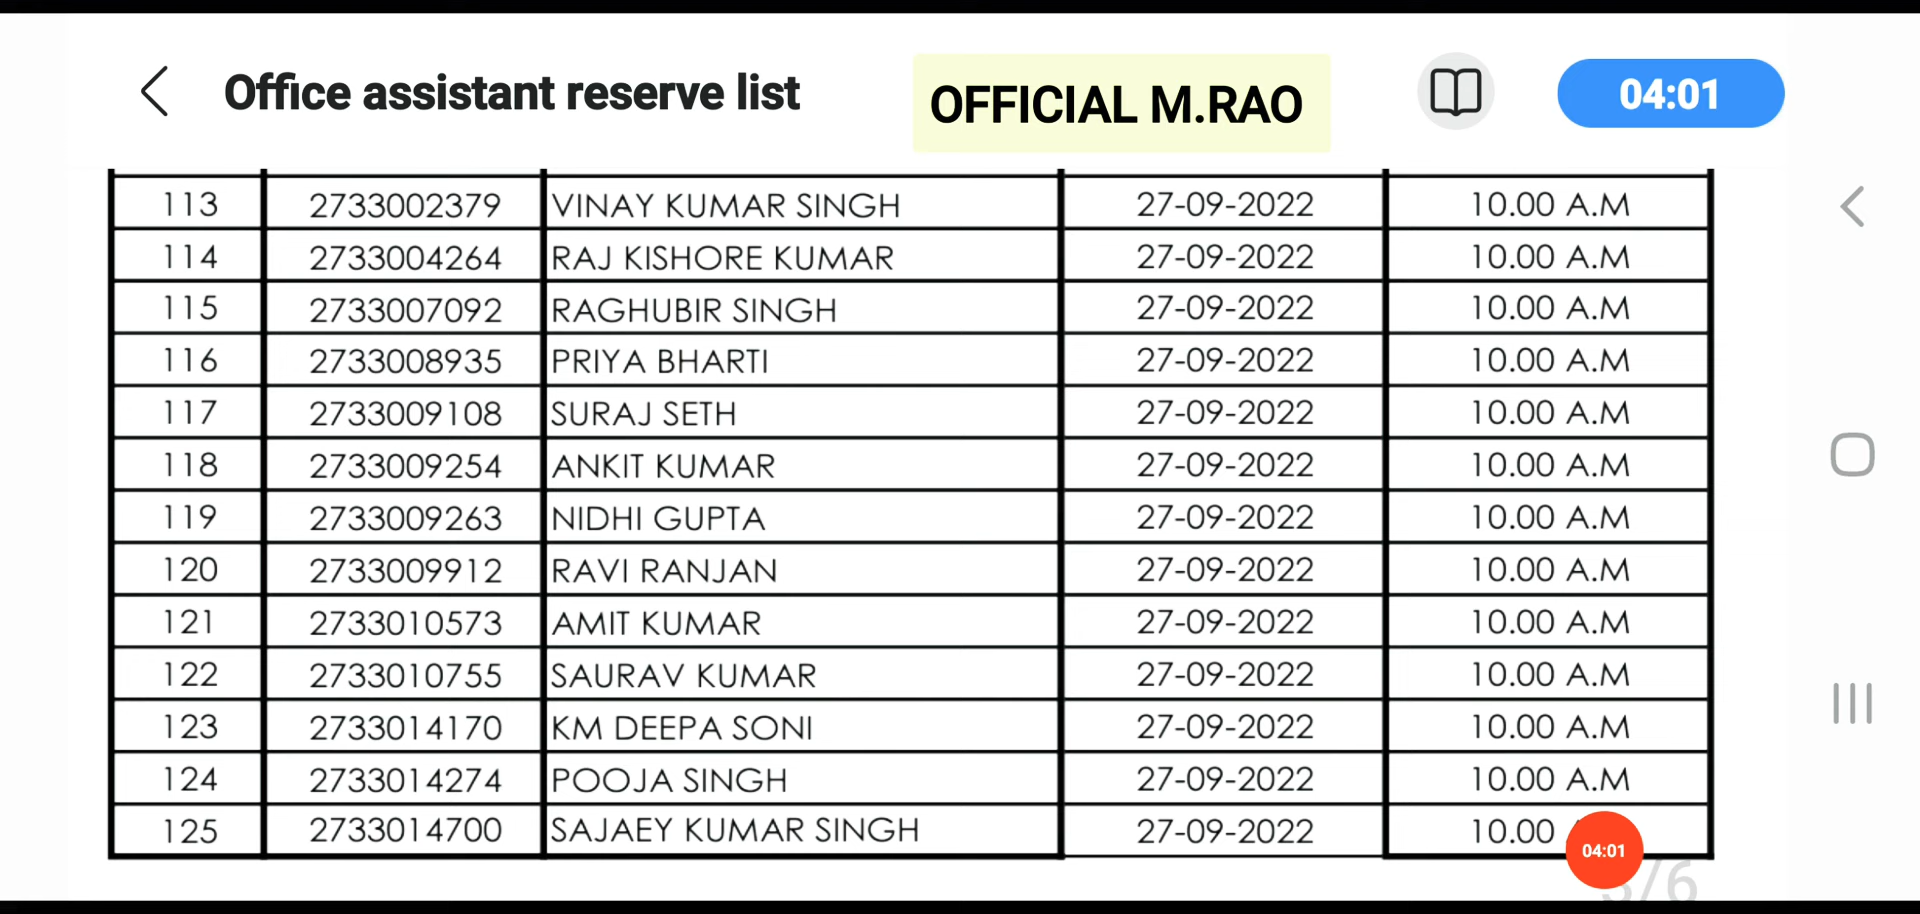 Office assistant reserve list OFFICIAL M.RAO 04:01
113 2733002379 VINAY KUMAR SINGH 27-09-2022 10.00 A.M
114 2733004264 RAJ KISHORE KUMAR 27-09-2022 10.00 A.M
115 2733007092 RAGHUBIR SINGH 27-09-2022 10.00 A.M
116 2733008935 PRIYA BHARTI 27-09-2022 10.00 A.M
117 2733009108 SURAJ SETH 27-09-2022 10.00 A.M
118 2733009254 ANKIT KUMAR 27-09-2022 10.00 A.M
119 2733009263 NIDHI GUPTA 27-09-2022 10.00 A.M
120 2733009912 RAVI RANJAN 27-09-2022 10.00 A.M
121 2733010573 AMIT KUMAR 27-09-2022 10.00 A.M
122 2733010755 SAURAV KUMAR 27-09-2022 10.00 A.M
123 2733014170 KM DEEPA SONI 27-09-2022 10.00 A.M
124 2733014274 POOJA SINGH 27-09-2022 10.00 A.M
125 2733014700 SAJAEY KUMAR SINGH 27-09-2022 10.00
04:01
/6